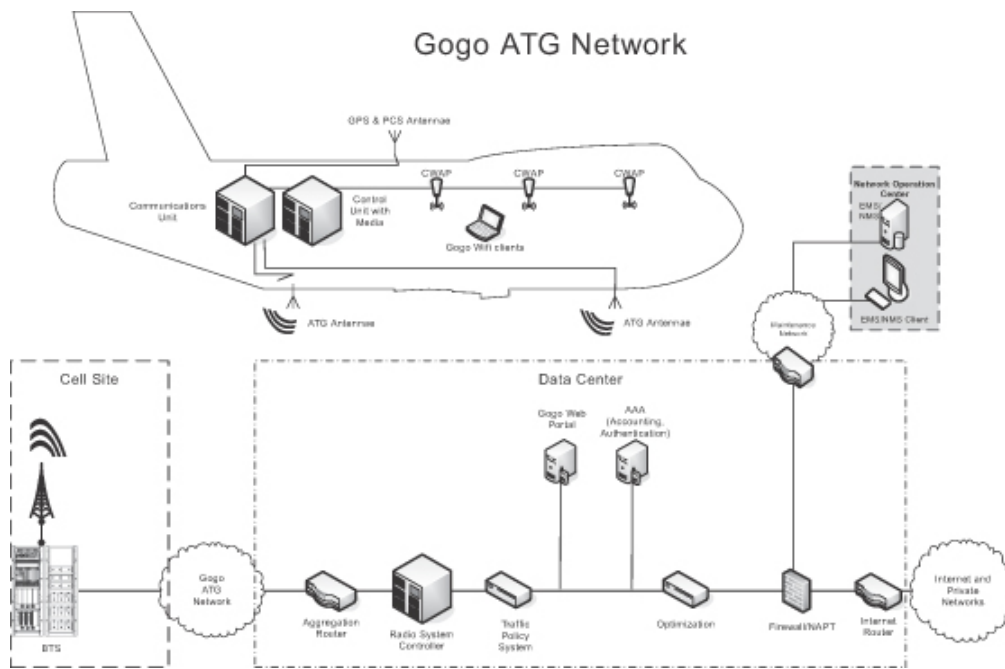 Gogo ATG Network
GPS & PCS Antennae
CWAP
CWAP
CWAP
Communications
Unit
Control
Unit with
Media
Gogo Wifi clients
ATG Antennae
ATG Antennae
Network Operation
Center
EMS/
NMS
EMS/NMS Client
Maintenance
Network
Cell Site
Data Center
Gogo Web
Portal
AAA
(Accounting,
Authentication)
BTS
Gogo
ATG
Network
Aggregation
Router
Radio System
Controller
Traffic
Policy
System
Optimization
Firewall/NAPT
Internet
Router
Internet and
Private
Networks